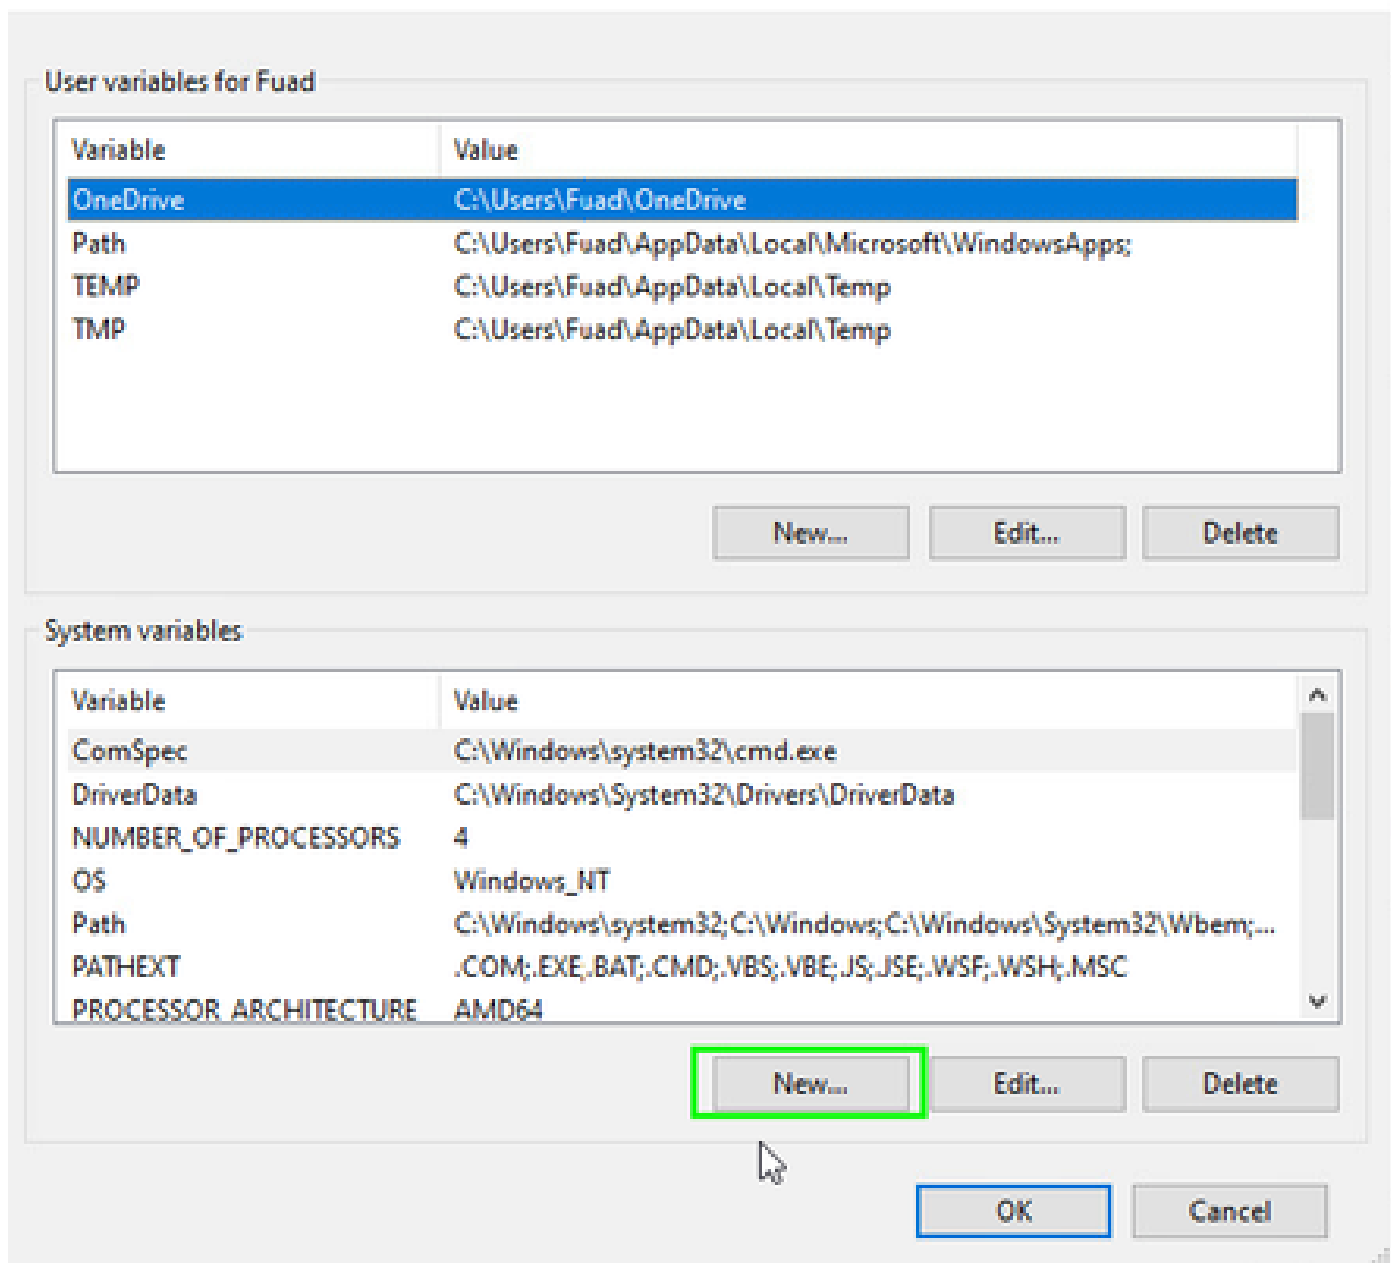 User variables for Fuad
Variable Value
OneDrive C:\Users\Fuad\OneDrive
Path C:\Users\Fuad\AppData\Local\Microsoft\WindowsApps;
TEMP C:\Users\Fuad\AppData\Local\Temp
TMP C:\Users\Fuad\AppData\Local\Temp
New... Edit... Delete
System variables
Variable Value
ComSpec C:\Windows\system32\cmd.exe
DriverData C:\Windows\System32\Drivers\DriverData
NUMBER_OF_PROCESSORS 4
OS Windows_NT
Path C:\Windows\system32;C:\Windows;C:\Windows\System32\Wbem;...
PATHEXT .COM;.EXE;.BAT;.CMD;.VBS;.VBE;.JS;.JSE;.WSF;.WSH;.MSC
PROCESSOR_ARCHITECTURE AMD64
New... Edit... Delete
OK Cancel